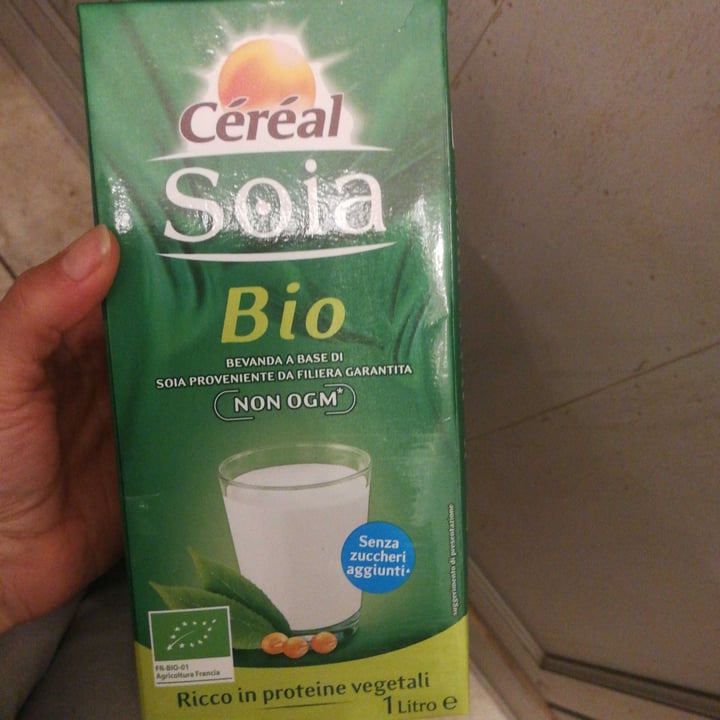 Céréal
Soia
Bio
BEVANDA A BASE DI
SOIA PROVENIENTE DA FILIERA GARANTITA
NON OGM*
Senza
zuccheri
aggiunti
suggerimento di presentazione
FR-BIO-01
Agricoltura Francia
Ricco in proteine vegetali
1 Litro e